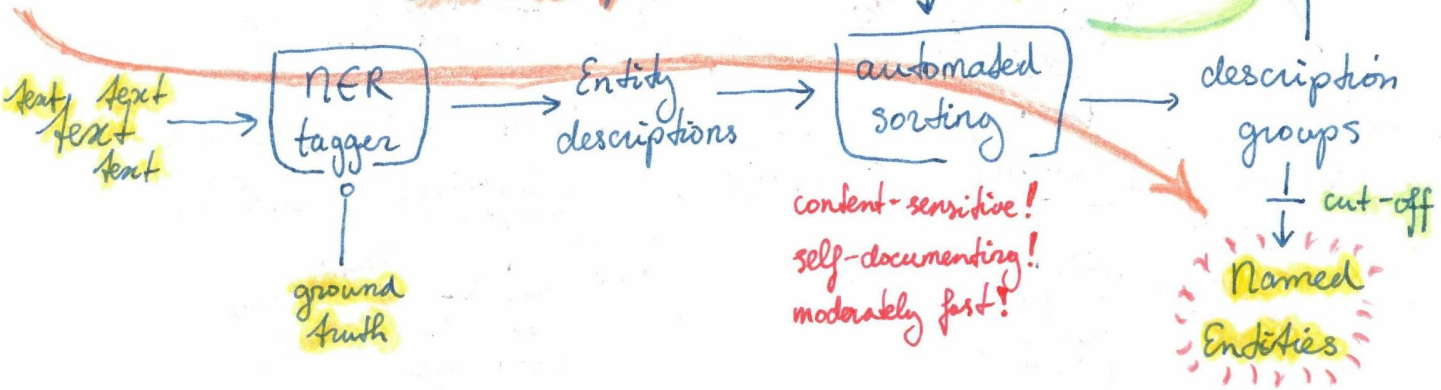 text, text
text
text
NER
tagger
ground
truth
Entity
descriptions
automated
sorting
content-sensitive!
self-documenting!
moderately fast!
description
groups
cut-off
Named
Entities